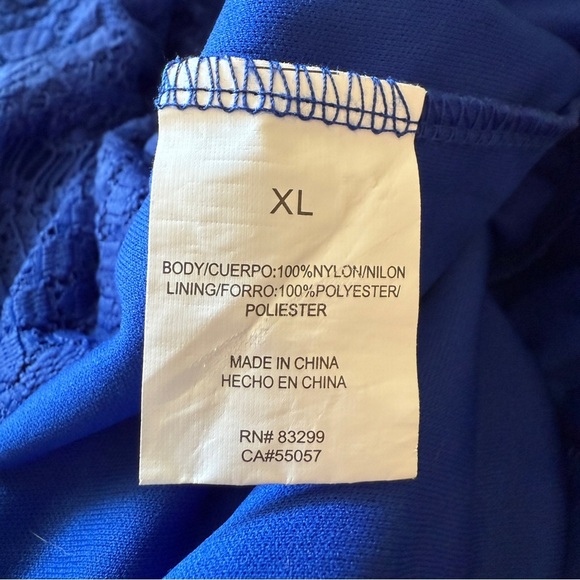 XL
BODY/CUERPO:100%NYLON/NILON
LINING/FORRO:100%POLYESTER/
POLIESTER
MADE IN CHINA
HECHO EN CHINA
RN# 83299
CA#55057